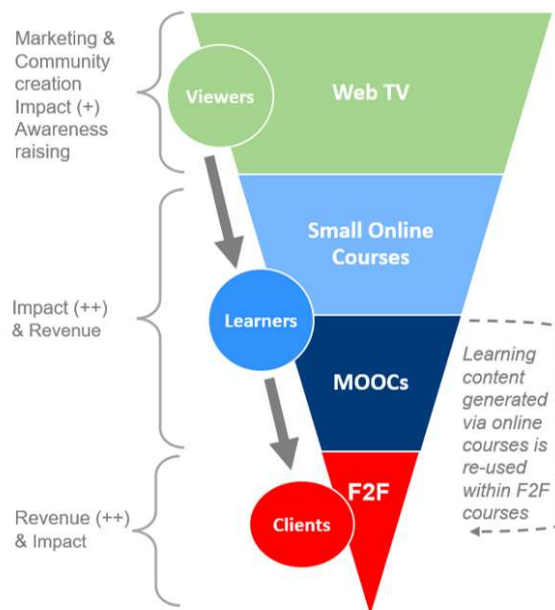 Marketing &
Community
creation
Impact (+)
Awareness
raising
Viewers
Web TV
Small Online
Courses
Impact (++)
& Revenue
Learners
MOOCs
Learning
content
generated
via online
courses is
re-used
within F2F
courses
F2F
Revenue (++)
& Impact
Clients